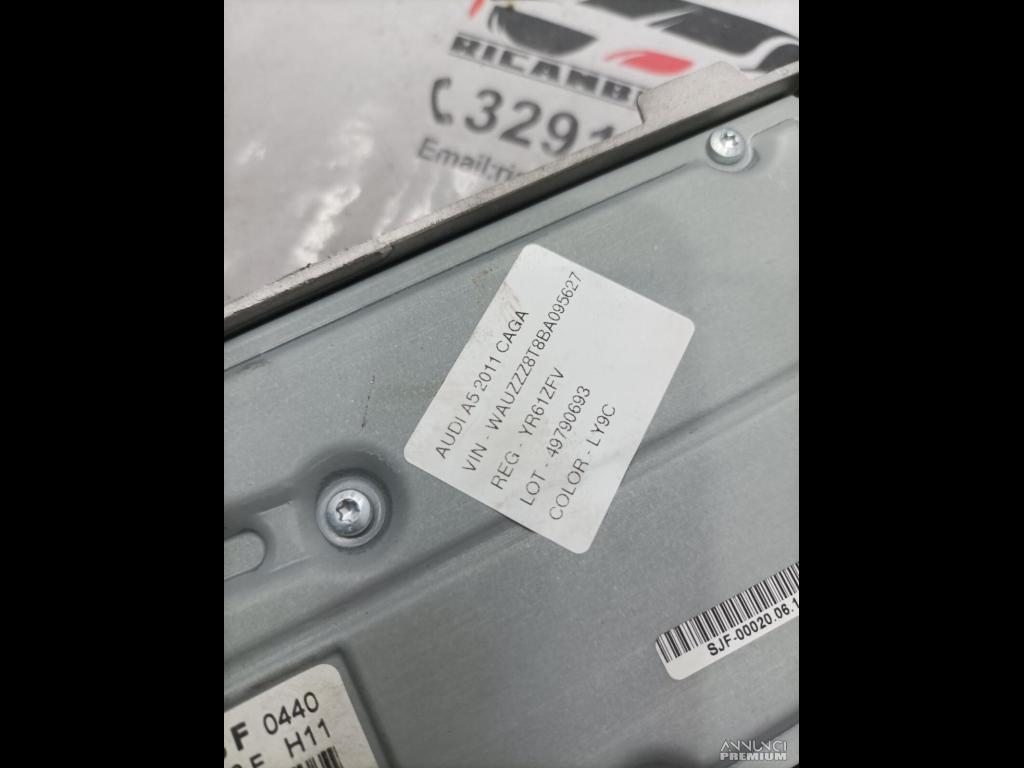 RICAMBI
3291
Email:ri
AUDI A5 2011 CAGA
VIN - WAUZZZ8T8BA095627
REG - YR61ZFV
LOT - 49790693
COLOR - LY9C
SJF-00020.06.1
F 0440
H11
ANNUNCI
PREMIUM